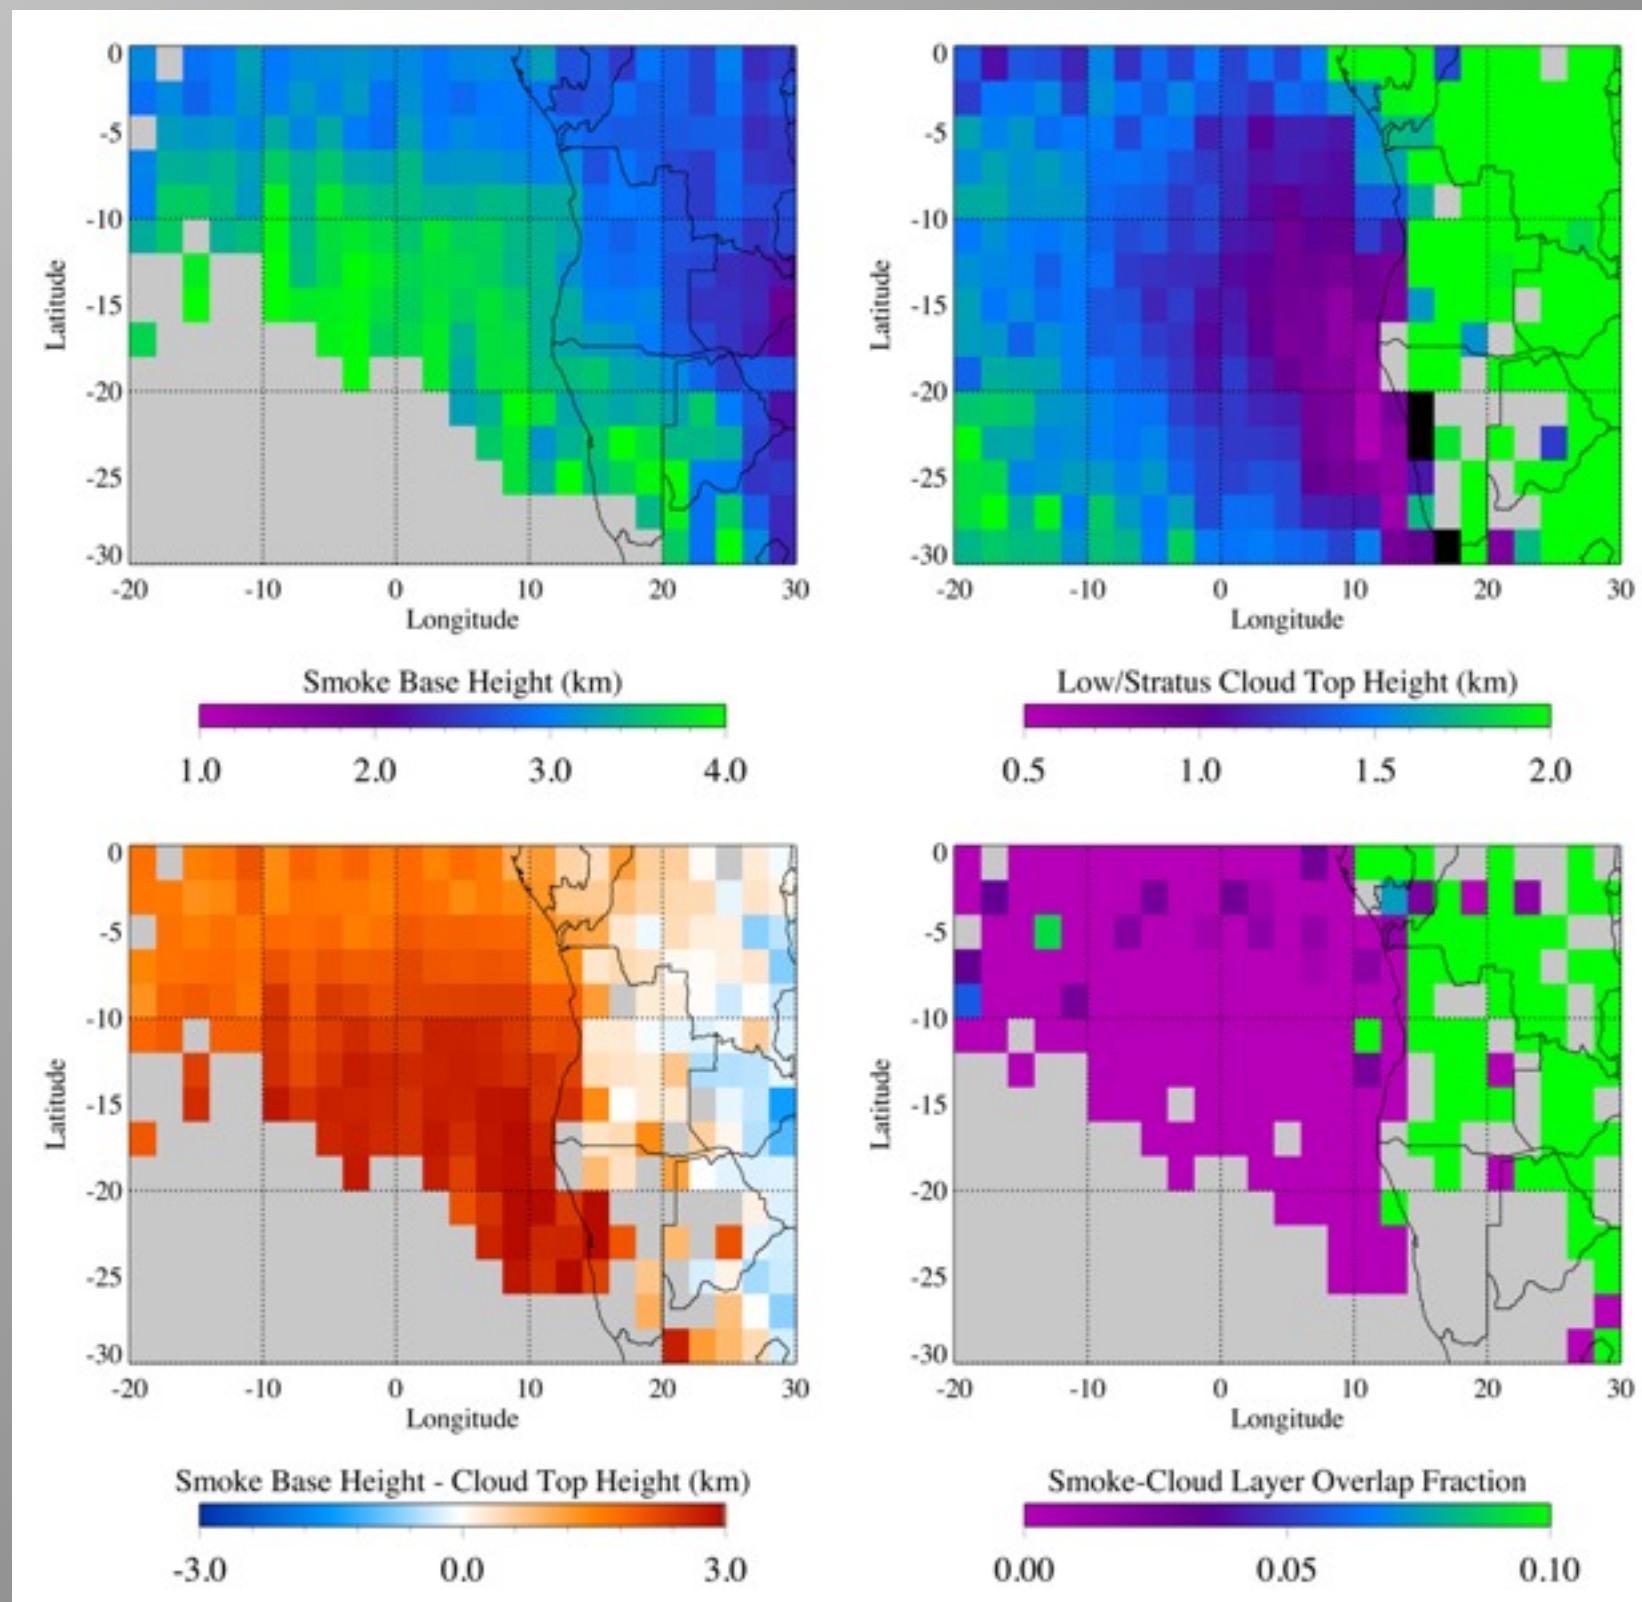 0
-5
-10
-15
-20
-25
-30
Latitude
-20 -10 0 10 20 30
Longitude
Smoke Base Height (km)
1.0 2.0 3.0 4.0
0
-5
-10
-15
-20
-25
-30
Latitude
-20 -10 0 10 20 30
Longitude
Low/Stratus Cloud Top Height (km)
0.5 1.0 1.5 2.0
0
-5
-10
-15
-20
-25
-30
Latitude
-20 -10 0 10 20 30
Longitude
Smoke Base Height - Cloud Top Height (km)
-3.0 0.0 3.0
0
-5
-10
-15
-20
-25
-30
Latitude
-20 -10 0 10 20 30
Longitude
Smoke-Cloud Layer Overlap Fraction
0.00 0.05 0.10